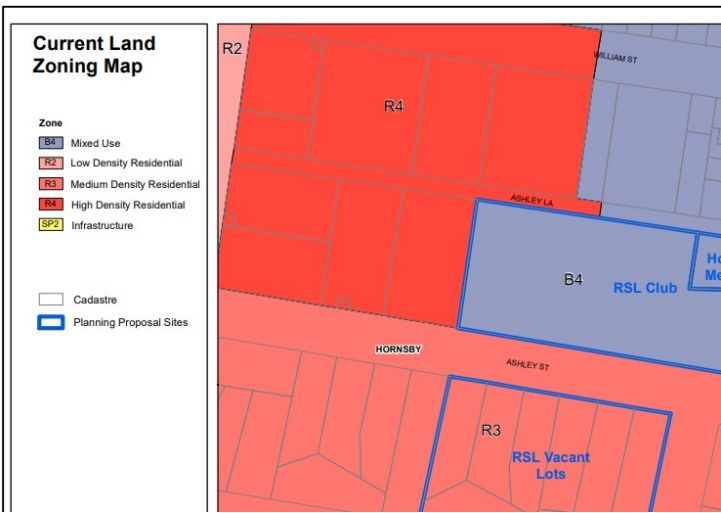 Current Land
Zoning Map
Zone
B4 Mixed Use
R2 Low Density Residential
R3 Medium Density Residential
R4 High Density Residential
SP2 Infrastructure
Cadastre
Planning Proposal Sites
R2
WILLIAM ST
R4
ASHLEY LA
B4
RSL Club
HORNSBY
ASHLEY ST
R3
RSL Vacant
Lots